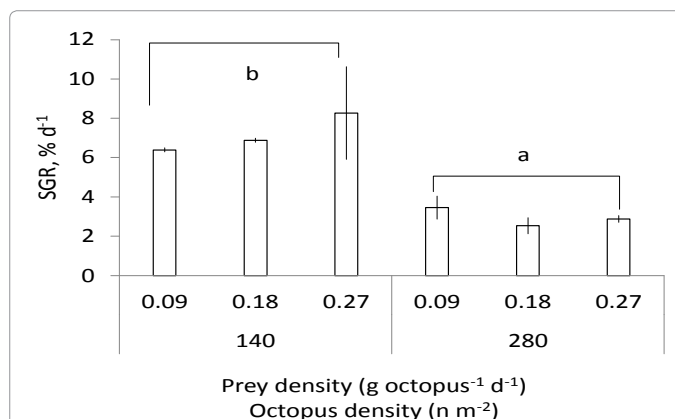 12
b
10
8
a
6
4
2
0
SGR, % d⁻¹
0.09 0.18 0.27 0.09 0.18 0.27
140 280
Prey density (g octopus⁻¹ d⁻¹)
Octopus density (n m⁻²)